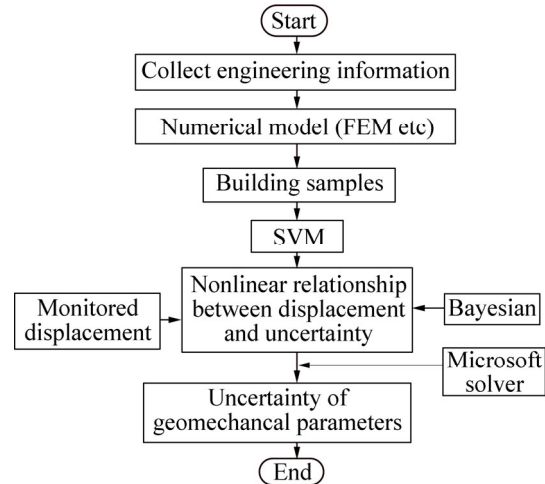 Start
Collect engineering information
Numerical model (FEM etc)
Building samples
SVM
Nonlinear relationship
between displacement
and uncertainty
Monitored
displacement
Bayesian
Microsoft
solver
Uncertainty of
geomechancal parameters
End